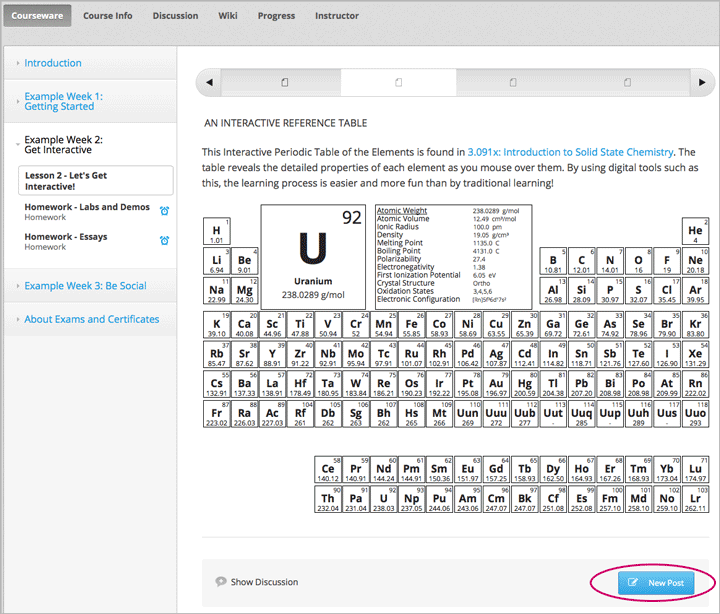 Courseware Course Info Discussion Wiki Progress Instructor
Introduction
Example Week 1:
Getting Started
Example Week 2:
Get Interactive
Lesson 2 - Let's Get
Interactive!
Homework - Labs and Demos
Homework
Homework - Essays
Homework
Example Week 3: Be Social
About Exams and Certificates
AN INTERACTIVE REFERENCE TABLE
This Interactive Periodic Table of the Elements is found in 3.091x: Introduction to Solid State Chemistry. The
table reveals the detailed properties of each element as you mouse over them. By using digital tools such as
this, the learning process is easier and more fun than by traditional learning!
92
U
Uranium
238.0289 g/mol
Atomic Weight 238.0289 g/mol
Atomic Volume 12.49 cm³/mol
Ionic Radius 100.0 pm
Density 19.05 g/cm³
Melting Point 1135.0 C
Boiling Point 4131.0 C
Polarizability 27.4
Electronegativity 1.38
First Ionization Potential 6.05 eV
Crystal Structure Ortho
Oxidation States 3,4,5,6
Electronic Configuration
1 2
H He
1.01 4
3 4 5 6 7 8 9 10
Li Be B C N O F Ne
6.94 9.01 10.81 12.01 14.01 16 19 20.18
11 12 13 14 15 16 17 18
Na Mg Al Si P S Cl Ar
22.99 24.30 26.98 28.09 30.97 32.07 35.45 39.95
19 20 21 22 23 24 25 26 27 28 29 30 31 32 33 34 35 36
K Ca Sc Ti V Cr Mn Fe Co Ni Cu Zn Ga Ge As Se Br Kr
39.10 40.08 44.96 47.88 50.94 52 54.94 55.85 58.93 58.69 63.55 65.39 69.72 72.61 74.92 78.96 79.90 83.80
37 38 39 40 41 42 43 44 45 46 47 48 49 50 51 52 53 54
Rb Sr Y Zr Nb Mo Tc Ru Rh Pd Ag Cd In Sn Sb Te I Xe
85.47 87.62 88.91 91.22 92.91 95.94 97.91 101.07 102.91 106.42 107.87 112.41 114.82 118.71 121.76 127.60 126.90 131.29
55 56 57 72 73 74 75 76 77 78 79 80 81 82 83 84 85 86
Cs Ba La Hf Ta W Re Os Ir Pt Au Hg Tl Pb Bi Po At Rn
132.91 137.33 138.91 178.49 180.95 183.84 186.21 190.23 192.22 195.08 196.97 200.59 204.38 207.20 208.98 208.98 209.99 222.02
87 88 89 104 105 106 107 108 109 110 111 112 113 114 115 116 117 118
Fr Ra Ac Rf Db Sg Bh Hs Mt Uun Uuu Uub Uut Uuq Uup Uuh Uus Uuo
223.02 226.03 227.03 261 262 263 262 265 266 269 272 277 - 285 - 289 - 293
58 59 60 61 62 63 64 65 66 67 68 69 70 71
Ce Pr Nd Pm Sm Eu Gd Tb Dy Ho Er Tm Yb Lu
140.12 140.91 144.24 144.91 150.36 151.97 157.25 158.93 162.50 164.93 167.26 168.93 173.04 174.97
90 91 92 93 94 95 96 97 98 99 100 101 102 103
Th Pa U Np Pu Am Cm Bk Cf Es Fm Md No Lr
232.04 231.04 238.03 237.05 244.06 243.06 247.07 247.07 251.08 252.08 257.10 258.10 259.10 262.11
Show Discussion
New Post